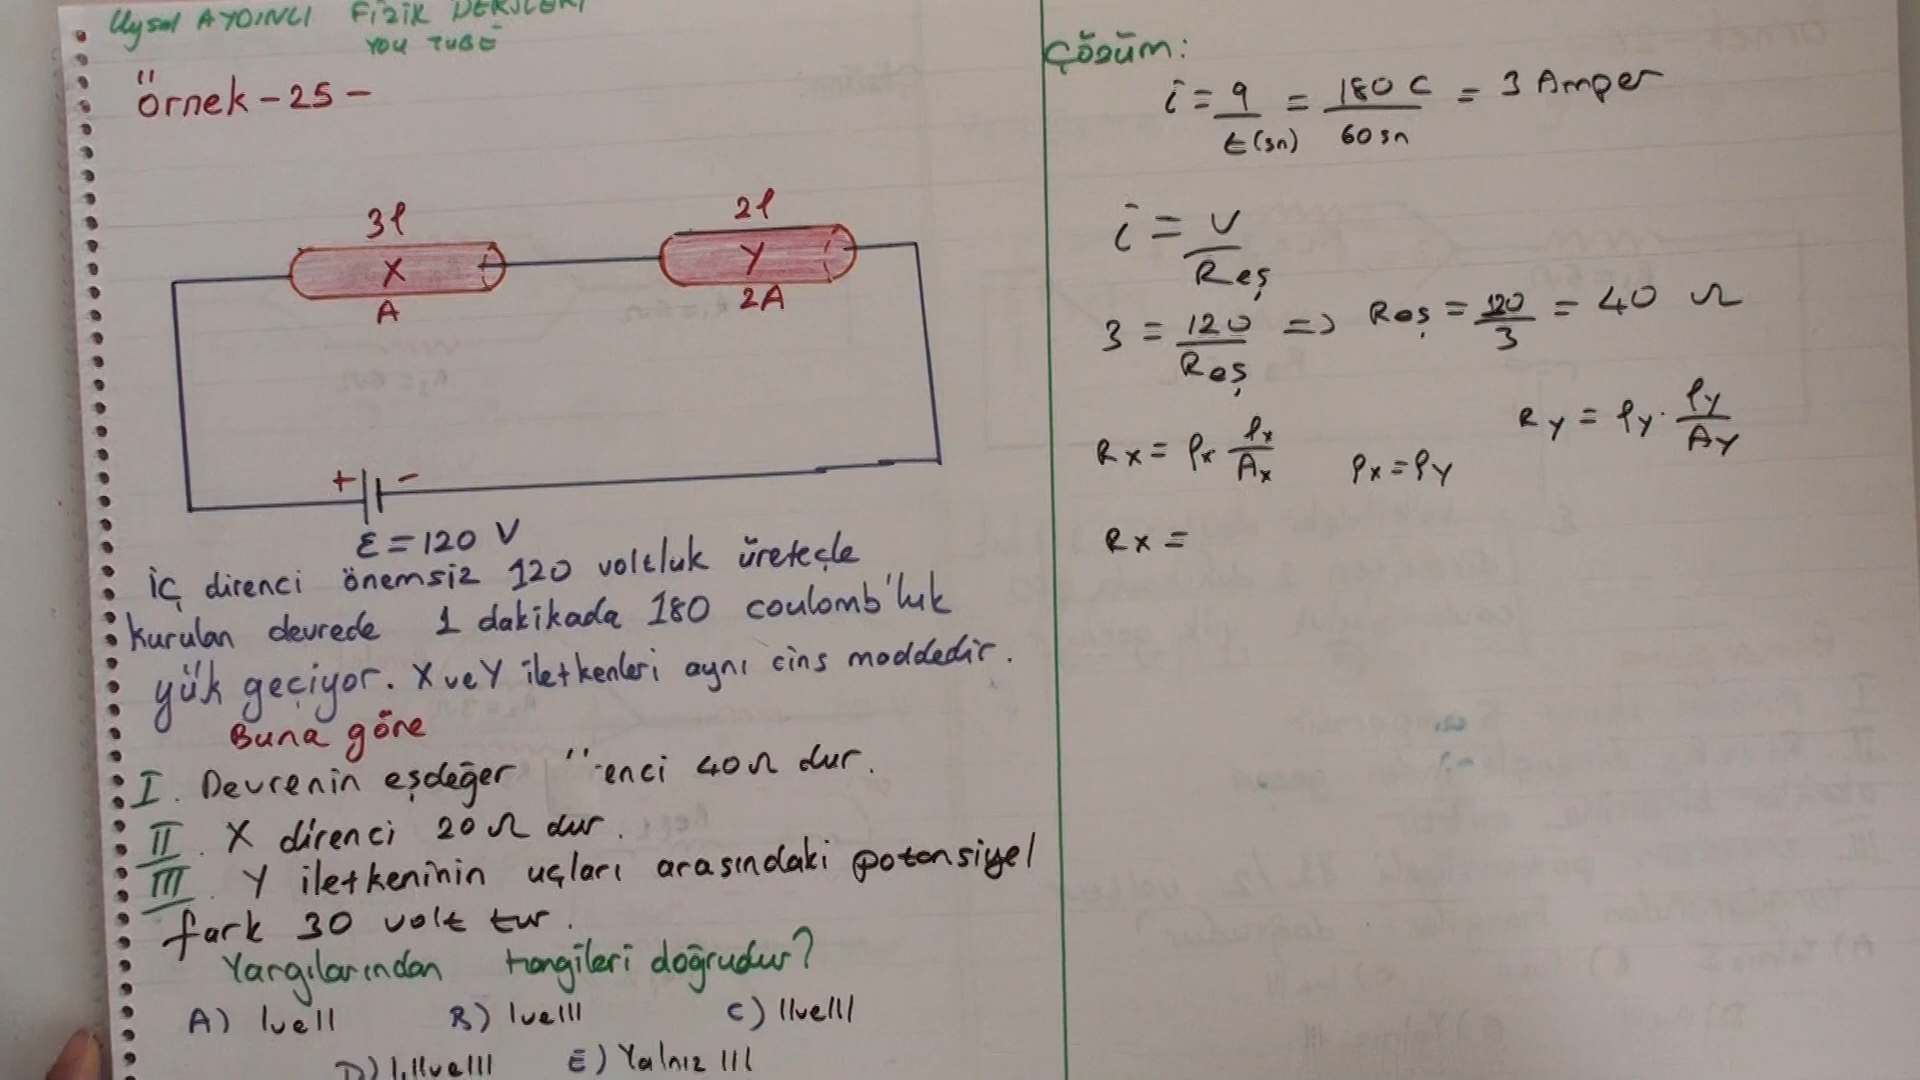 Uysal AYDINLI FİZİK DERSLERİ
YOU TUBE
Örnek - 25 -
3l
2l
X
Y
A
2A
+ -
ε = 120 V
İç direnci önemsiz 120 voltluk üreteçle
kurulan devrede 1 dakikada 180 coulomb'luk
yük geçiyor. X ve Y iletkenleri aynı cins maddedir.
Buna göre
I. Devrenin eşdeğer enci 40 Ω dur.
II. X direnci 20 Ω dur.
III. Y iletkeninin uçları arasındaki potansiyel
fark 30 volt tur.
Yargılarından hangileri doğrudur?
A) I ve II B) I ve III C) II ve III
D) I, II ve III E) Yalnız III
Çözüm:
i = q / t(sn) = 180 C / 60 sn = 3 Amper
i = V / Reş
3 = 120 / Reş => Reş = 120 / 3 = 40 Ω
Rx = ρx · lx / Ax ρx = ρy Ry = ρy · ly / Ay
Rx =